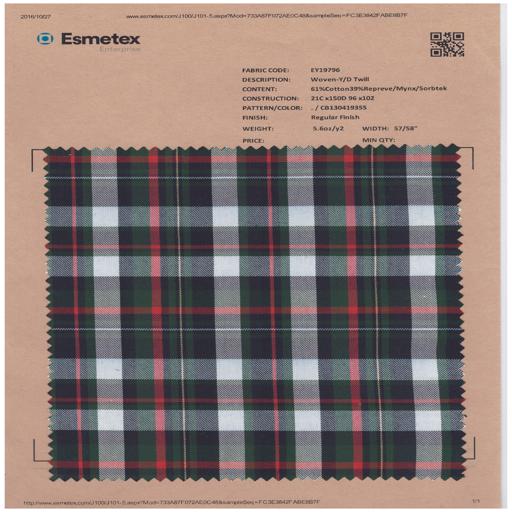 2016/10/27 www.esmetex.com/J100/J101-5.aspx?Mod=733A87F072AE0C48&sampleSeq=FC3E3842FABE8B7F
Esmetex
Enterprise
FABRIC CODE: EY19796
DESCRIPTION: Woven-Y/D Twill
CONTENT: 61%Cotton39%Repreve/Mynx/Sorbtek
CONSTRUCTION: 21C x150D 96 x102
PATTERN/COLOR: ../ CB130419355
FINISH: Regular Finish
WEIGHT: 5.6oz/y2 WIDTH: 57/58"
PRICE: MIN QTY:
http://www.esmetex.com/J100/J101-5.aspx?Mod=733A87F072AE0C48&sampleSeq=FC3E3842FABE8B7F 1/1